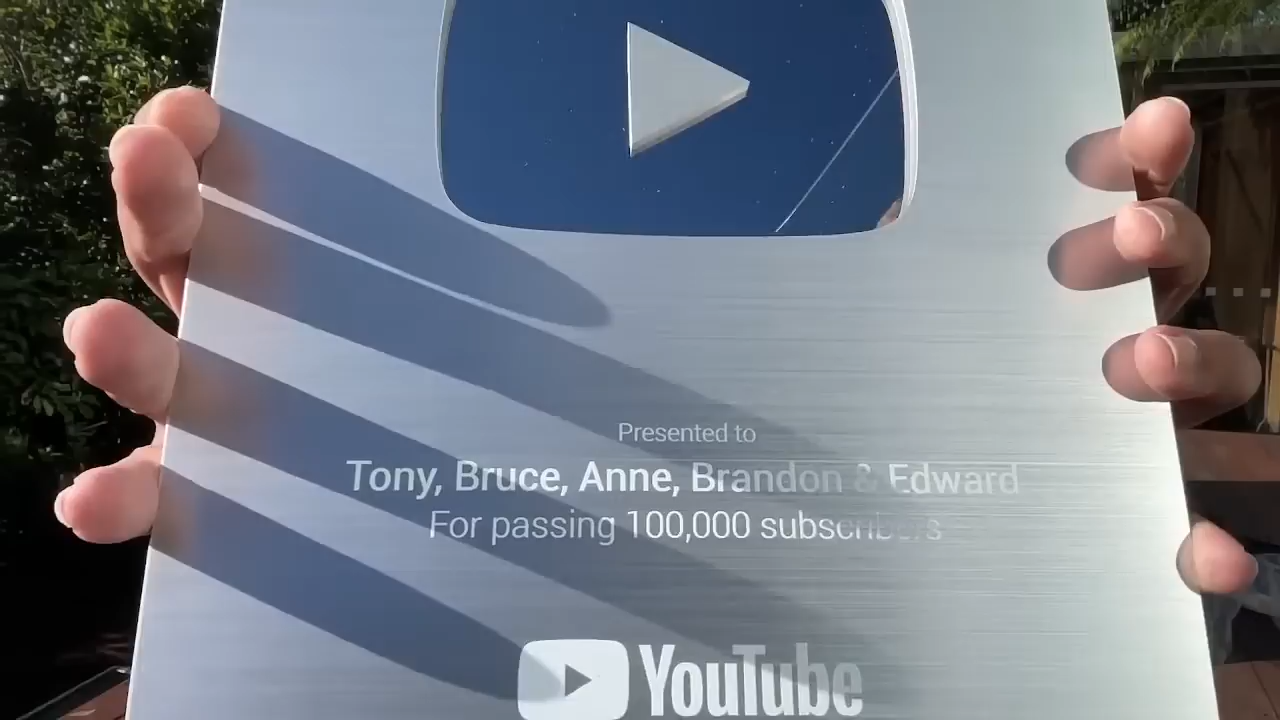 Presented to
Tony, Bruce, Anne, Brandon & Edward
For passing 100,000 subscribers
YouTube